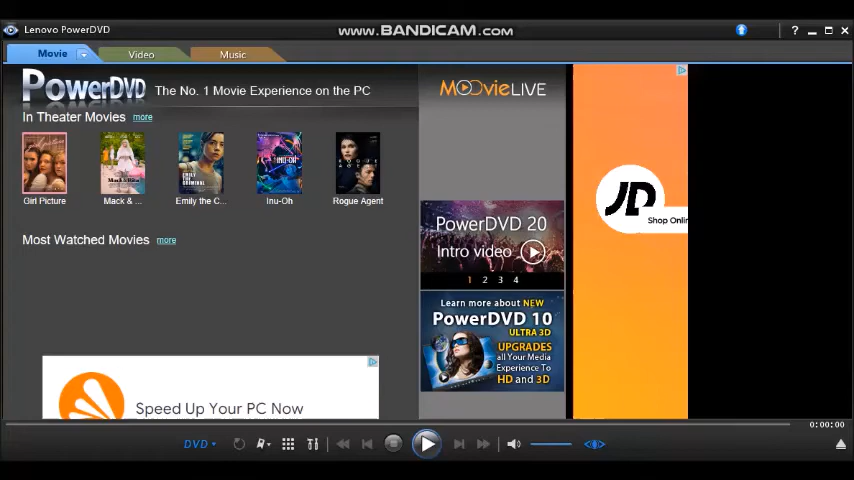 Lenovo PowerDVD
WWW.BANDICAM.COM
?
Movie
Video
Music
PowerDVD
The No. 1 Movie Experience on the PC
In Theater Movies more
Girl Picture
Mack & ...
Emily the C...
Inu-Oh
Rogue Agent
Most Watched Movies more
Speed Up Your PC Now
MOOvieLIVE
PowerDVD 20
Intro video
1 2 3 4
Learn more about NEW
PowerDVD 10
ULTRA 3D
UPGRADES
all Your Media
Experience To
HD and 3D
JD
Shop Onlin
0:00:00
DVD